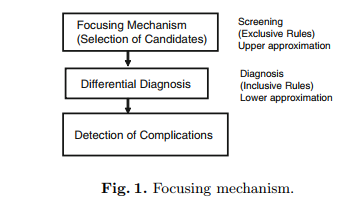 Focusing Mechanism
(Selection of Candidates)
Screening
(Exclusive Rules)
Upper approximation
Differential Diagnosis
Diagnosis
(Inclusive Rules)
Lower approximation
Detection of Complications
Fig. 1. Focusing mechanism.